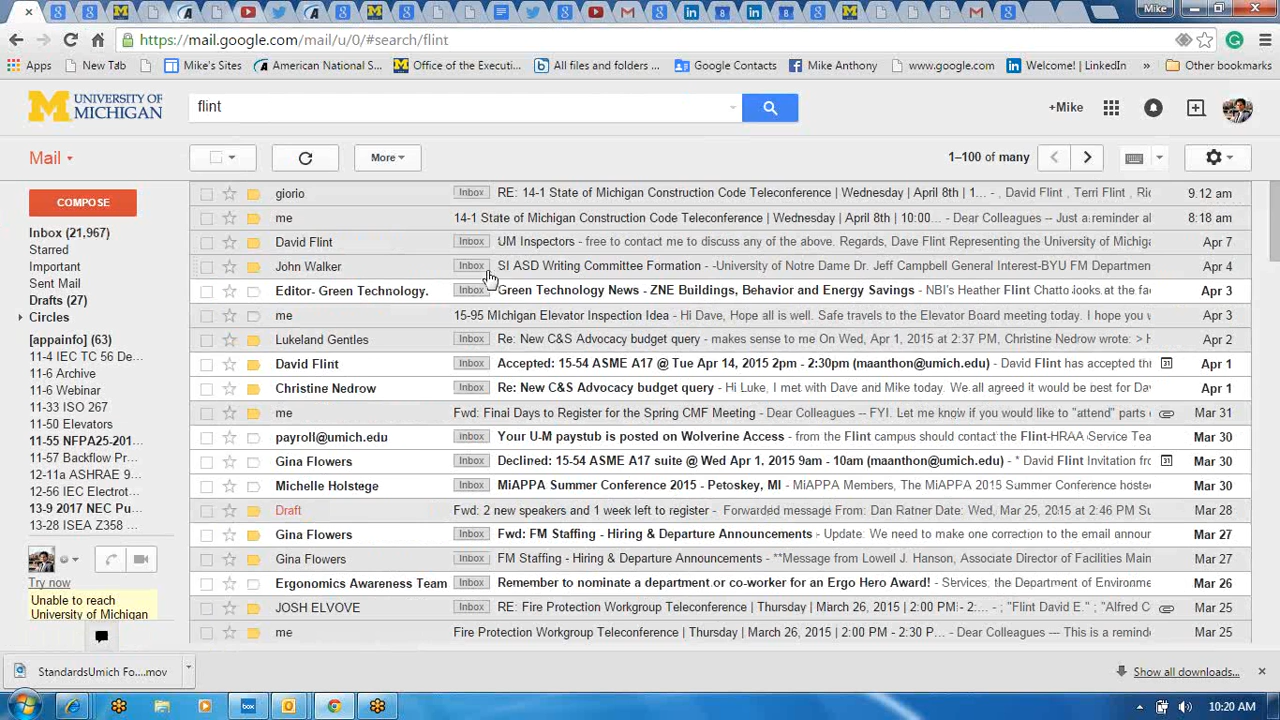 Mike
https://mail.google.com/mail/u/0/#search/flint
Apps New Tab Mike's Sites American National S... Office of the Executi... All files and folders ... Google Contacts Mike Anthony www.google.com Welcome! | LinkedIn » Other bookmarks
UNIVERSITY OF MICHIGAN
flint
+Mike
Mail
More
1–100 of many
COMPOSE
Inbox (21,967)
Starred
Important
Sent Mail
Drafts (27)
Circles
[appainfo] (63)
11-4 IEC TC 56 De...
11-6 Archive
11-6 Webinar
11-33 ISO 267
11-50 Elevators
11-55 NFPA25-201...
11-57 Backflow Pr...
12-11a ASHRAE 9...
12-56 IEC Electrot...
13-9 2017 NEC Pu...
13-28 ISEA Z358 ...
Try now
Unable to reach
University of Michigan
giorio Inbox RE: 14-1 State of Michigan Construction Code Teleconference | Wednesday | April 8th | 1... - , David Flint , Terri Flint , Ric 9:12 am
me 14-1 State of Michigan Construction Code Teleconference | Wednesday | April 8th | 10:00... - Dear Colleagues -- Just a reminder al 8:18 am
David Flint Inbox UM Inspectors - free to contact me to discuss any of the above. Regards, David Flint Representing the University of Michiga Apr 7
John Walker Inbox SI ASD Writing Committee Formation - -University of Notre Dame Dr. Jeff Campbell General Interest-BYU FM Departmen Apr 4
Editor- Green Technology. Inbox Green Technology News - ZNE Buildings, Behavior and Energy Savings - NBI's Heather Flint Chatto looks at the fa Apr 3
me 15-95 MIchigan Elevator Inspection Idea - Hi Dave, Hope all is well. Safe travels to the Elevator Board meeting today. I hope you w Apr 3
Lukeland Gentles Inbox Re: New C&S Advocacy budget query - makes sense to me On Wed, Apr 1, 2015 at 2:37 PM, Christine Nedrow wrote: > H Apr 2
David Flint Inbox Accepted: 15-54 ASME A17 @ Tue Apr 14, 2015 2pm - 2:30pm (maanthon@umich.edu) - David Flint has accepted th Apr 1
Christine Nedrow Inbox Re: New C&S Advocacy budget query - Hi Luke, I met with Dave and Mike today. We all agreed it would be best for Da Apr 1
me Fwd: Final Days to Register for the Spring CMF Meeting - Dear Colleagues -- FYI. Let me know if you would like to "attend" parts c Mar 31
payroll@umich.edu Inbox Your U-M paystub is posted on Wolverine Access - from the Flint campus should contact the Flint-HRAA Service Tea Mar 30
Gina Flowers Inbox Declined: 15-54 ASME A17 suite @ Wed Apr 1, 2015 9am - 10am (maanthon@umich.edu) - * David Flint Invitation from Mar 30
Michelle Holstege Inbox MiAPPA Summer Conference 2015 - Petoskey, MI - MiAPPA Members, The MiAPPA 2015 Summer Conference hoste Mar 30
Draft Fwd: 2 new speakers and 1 week left to register - Forwarded message From: Dan Ratner Date: Wed, Mar 25, 2015 at 2:46 PM Su Mar 28
Gina Flowers Inbox Fwd: FM Staffing - Hiring & Departure Announcements - Update: We need to make one correction to the email announ Mar 27
Gina Flowers Inbox FM Staffing - Hiring & Departure Announcements - **Message from Lowell J. Hanson, Associate Director of Facilities Main Mar 27
Ergonomics Awareness Team Inbox Remember to nominate a department or co-worker for an Ergo Hero Award! - Services, the Department of Environme Mar 26
JOSH ELVOVE Inbox RE: Fire Protection Workgroup Teleconference | Thursday | March 26, 2015 | 2:00 PM - 2:... - ; "Flint David E." ; "Alfred C Mar 25
me Fire Protection Workgroup Teleconference | Thursday | March 26, 2015 | 2:00 PM - 2:30 P... - Dear Colleagues --- This is a remind Mar 25
StandardsUmich Fo....mov
Show all downloads...
box
10:20 AM